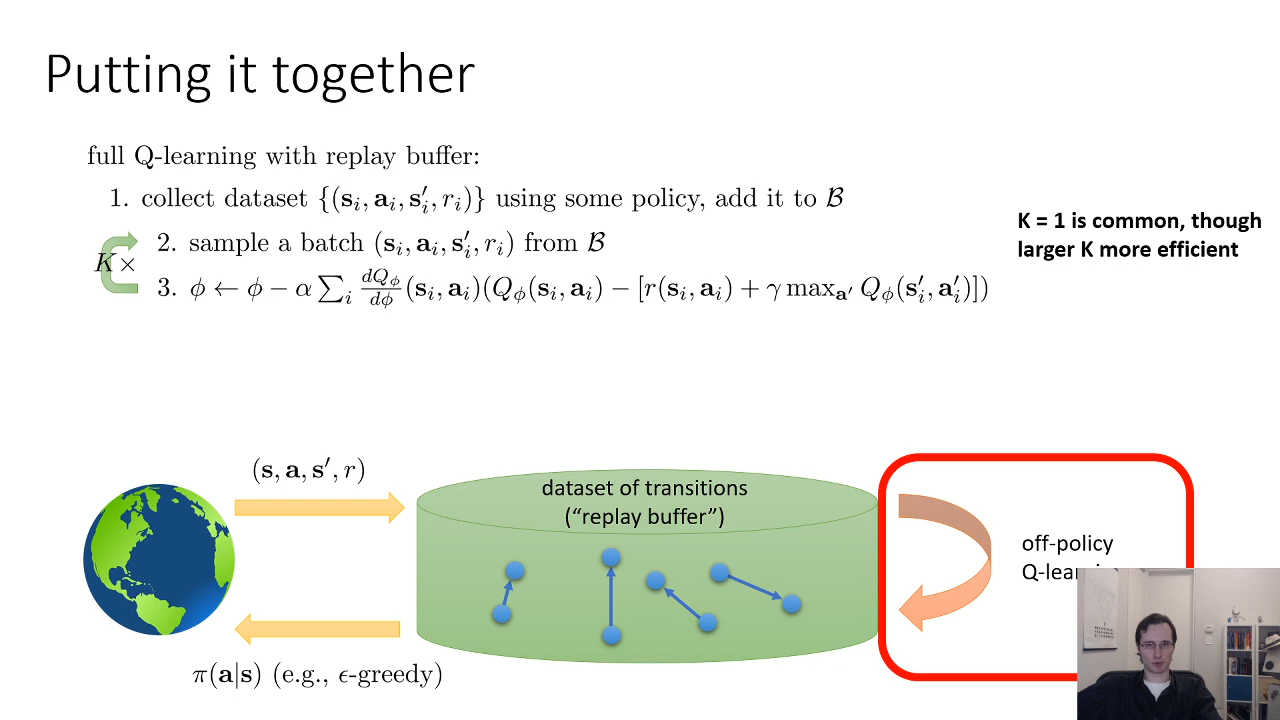 Putting it together
full Q-learning with replay buffer:
1. collect dataset {(s_i, a_i, s′_i, r_i)} using some policy, add it to ℬ
K×
2. sample a batch (s_i, a_i, s′_i, r_i) from ℬ
3. ϕ ← ϕ − α ∑_i dQ_ϕ/dϕ (s_i, a_i)(Q_ϕ(s_i, a_i) − [r(s_i, a_i) + γ max_a′ Q_ϕ(s′_i, a′_i)])
K = 1 is common, though
larger K more efficient
(s, a, s′, r)
dataset of transitions
(“replay buffer”)
off-policy
π(a|s) (e.g., ϵ-greedy)